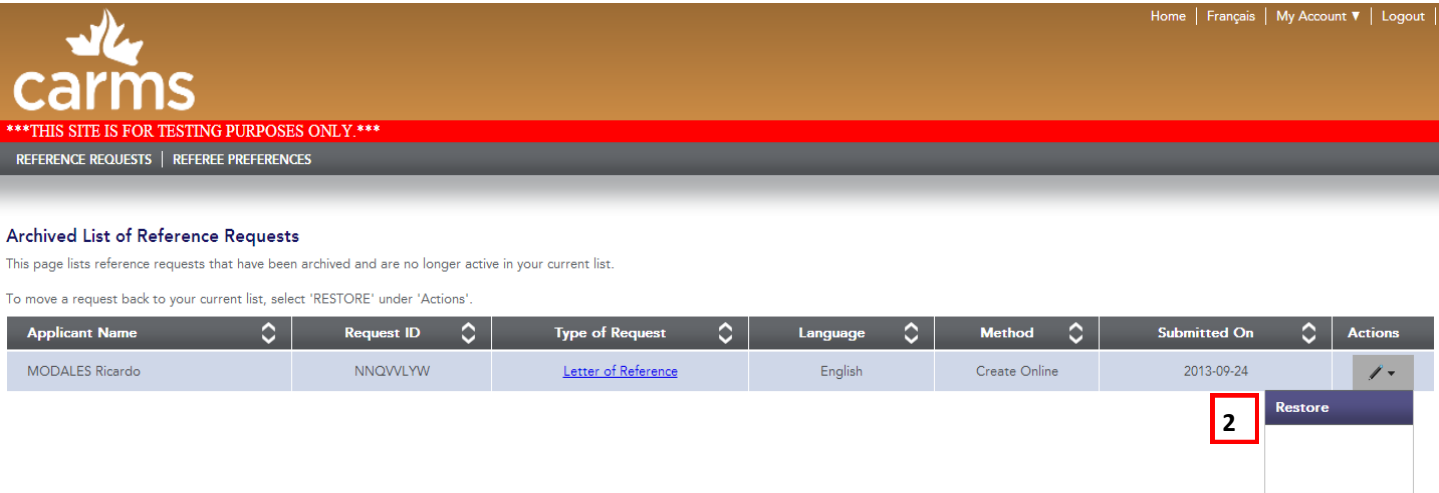 Home | Français | My Account ▼ | Logout |
carms
***THIS SITE IS FOR TESTING PURPOSES ONLY.***
REFERENCE REQUESTS | REFEREE PREFERENCES
Archived List of Reference Requests
This page lists reference requests that have been archived and are no longer active in your current list.
To move a request back to your current list, select 'RESTORE' under 'Actions'.
Applicant Name Request ID Type of Request Language Method Submitted On Actions
MODALES Ricardo NNQVVLYW Letter of Reference English Create Online 2013-09-24
2 Restore